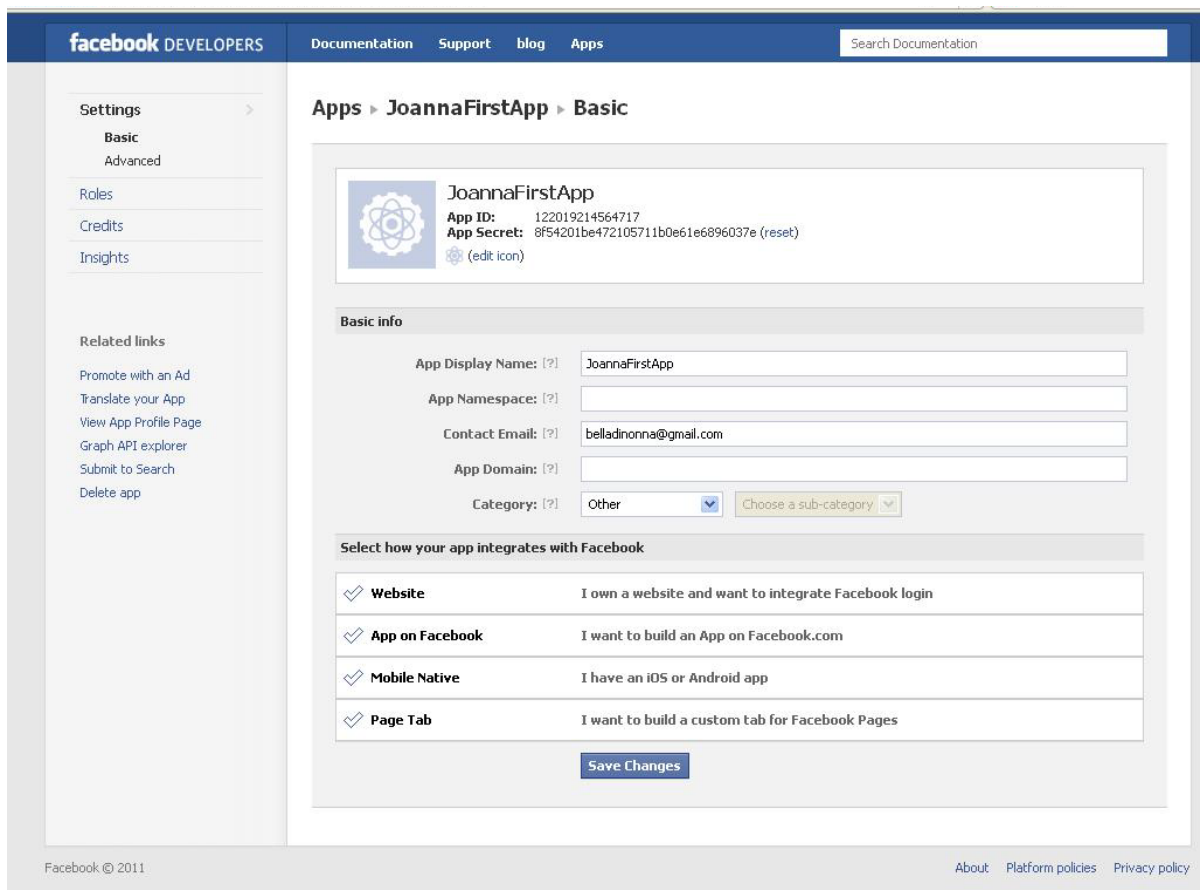 facebook DEVELOPERS Documentation Support blog Apps Search Documentation
Settings
Basic
Advanced
Roles
Credits
Insights
Related links
Promote with an Ad
Translate your App
View App Profile Page
Graph API explorer
Submit to Search
Delete app
Apps ▸ JoannaFirstApp ▸ Basic
JoannaFirstApp
App ID: 122019214564717
App Secret: 8f54201be472105711b0e61e6896037e (reset)
(edit icon)
Basic info
App Display Name: [?] JoannaFirstApp
App Namespace: [?]
Contact Email: [?] belladinonna@gmail.com
App Domain: [?]
Category: [?] Other Choose a sub-category
Select how your app integrates with Facebook
Website I own a website and want to integrate Facebook login
App on Facebook I want to build an App on Facebook.com
Mobile Native I have an iOS or Android app
Page Tab I want to build a custom tab for Facebook Pages
Save Changes
Facebook © 2011 About Platform policies Privacy policy